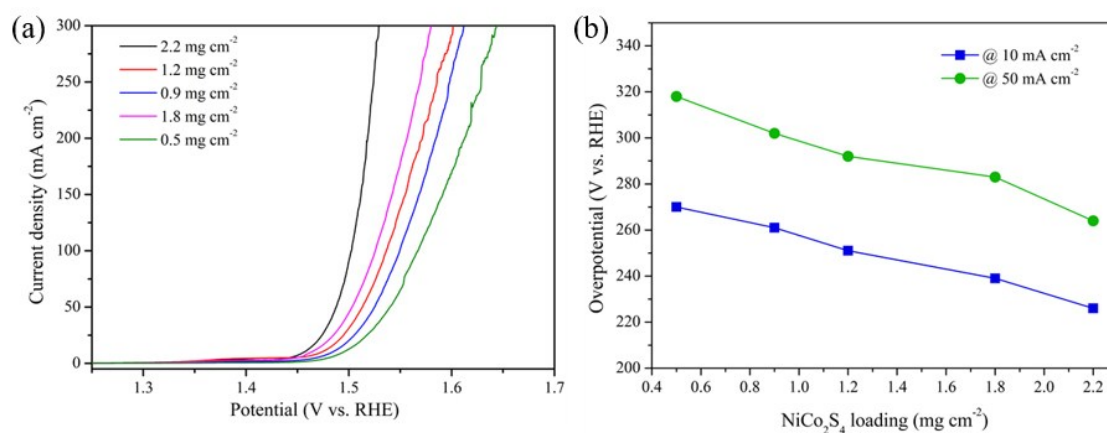 (a)
300
250
200
150
100
50
0
Current density (mA cm⁻²)
2.2 mg cm⁻²
1.2 mg cm⁻²
0.9 mg cm⁻²
1.8 mg cm⁻²
0.5 mg cm⁻²
1.3 1.4 1.5 1.6 1.7
Potential (V vs. RHE)
(b)
340
320
300
280
260
240
220
200
Overpotential (V vs. RHE)
@ 10 mA cm⁻²
@ 50 mA cm⁻²
0.4 0.6 0.8 1.0 1.2 1.4 1.6 1.8 2.0 2.2
NiCo₂S₄ loading (mg cm⁻²)